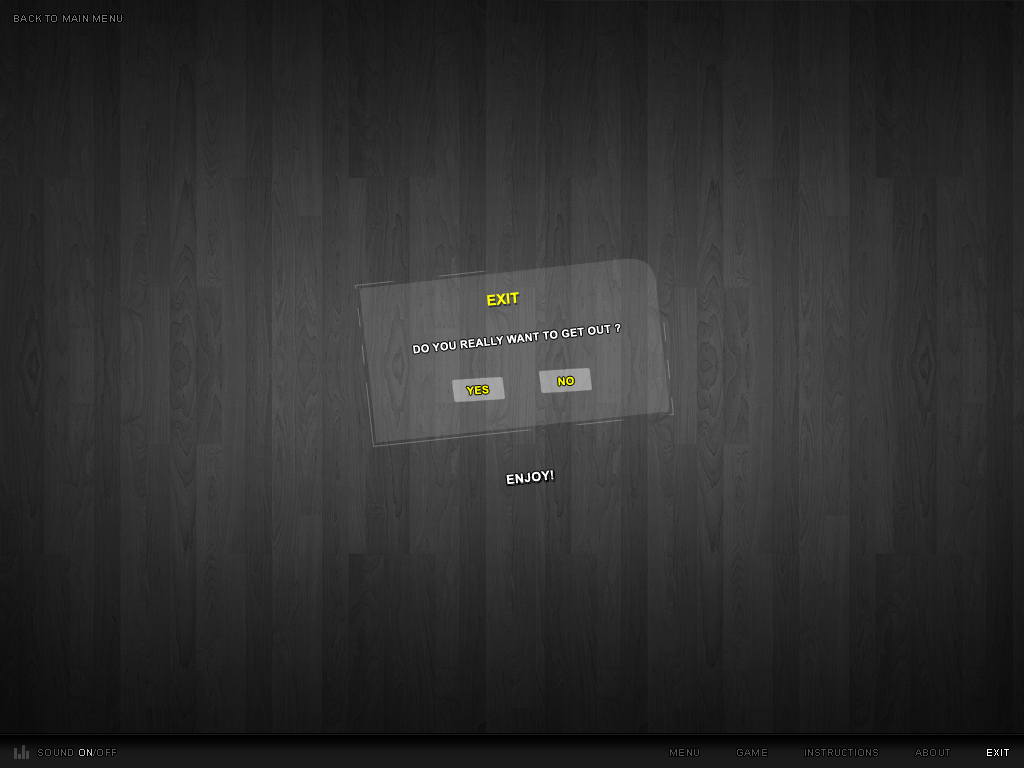 BACK TO MAIN MENU
EXIT
DO YOU REALLY WANT TO GET OUT ?
YES NO
ENJOY!
SOUND ON/OFF MENU GAME INSTRUCTIONS ABOUT EXIT